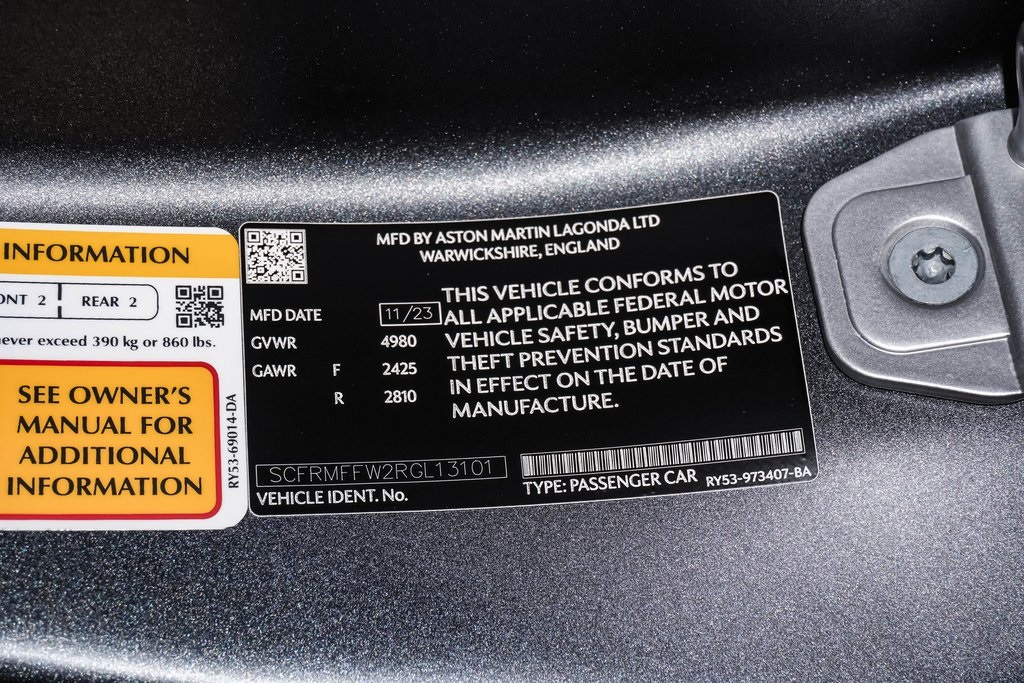 INFORMATION
ONT 2
REAR 2
never exceed 390 kg or 860 lbs.
SEE OWNER'S
MANUAL FOR
ADDITIONAL
INFORMATION
RY53-69014-DA
MFD BY ASTON MARTIN LAGONDA LTD
WARWICKSHIRE, ENGLAND
MFD DATE 11/23
GVWR 4980
GAWR F 2425
R 2810
THIS VEHICLE CONFORMS TO
ALL APPLICABLE FEDERAL MOTOR
VEHICLE SAFETY, BUMPER AND
THEFT PREVENTION STANDARDS
IN EFFECT ON THE DATE OF
MANUFACTURE.
SCFRMFFW2RGL13101
VEHICLE IDENT. No.
TYPE: PASSENGER CAR RY53-973407-BA